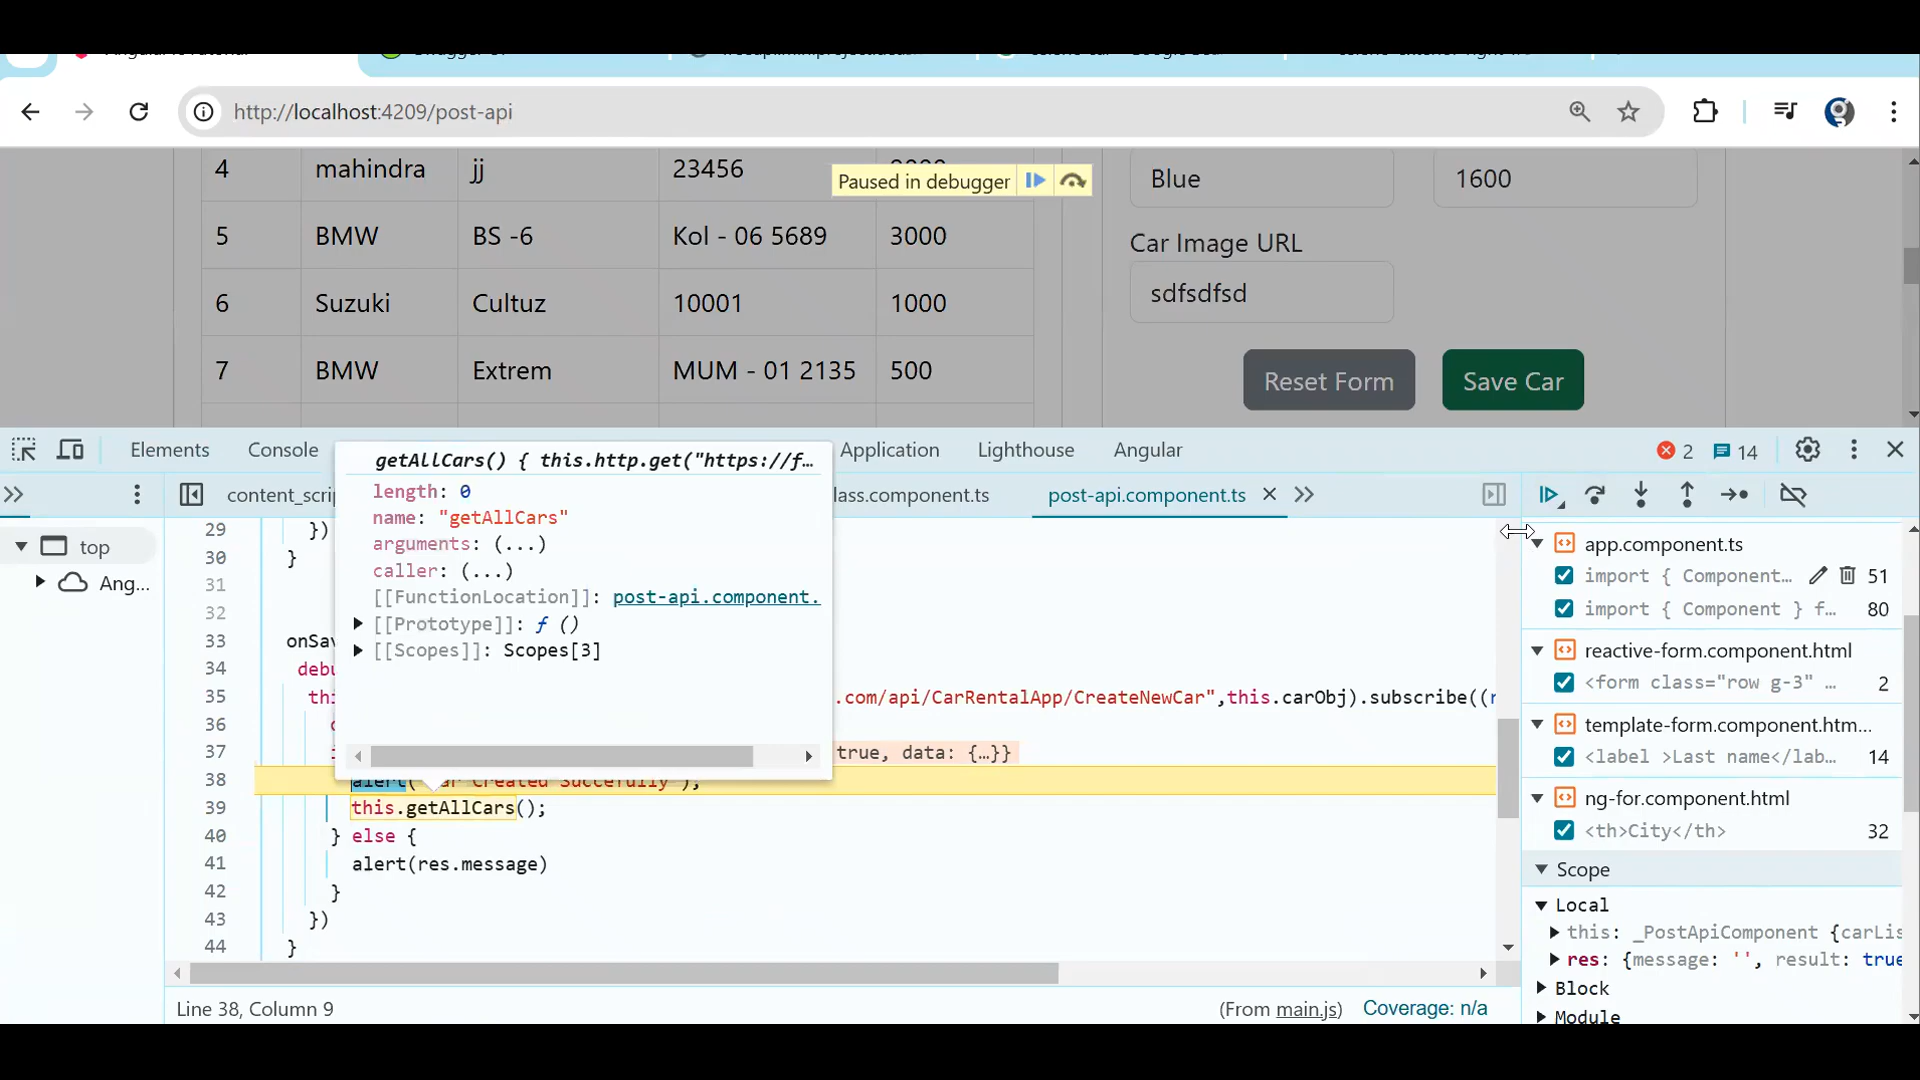 http://localhost:4209/post-api
4 mahindra jj 23456
Paused in debugger
5 BMW BS -6 Kol - 06 5689 3000
6 Suzuki Cultuz 10001 1000
7 BMW Extrem MUM - 01 2135 500
Blue 1600
Car Image URL
sdfsdfsd
Reset Form Save Car
Elements Console Application Lighthouse Angular 2 14
content_scri lass.component.ts post-api.component.ts
top
Ang...
getAllCars() { this.http.get("https://f...
length: 0
name: "getAllCars"
arguments: (...)
caller: (...)
[[FunctionLocation]]: post-api.component.
[[Prototype]]: ƒ ()
[[Scopes]]: Scopes[3]
29 })
30 }
31
32
33 onSav
34 debu
35 thi .com/api/CarRentalApp/CreateNewCar",this.carObj).subscribe((r
36
37 true, data: {…}}
38 alert( ar Created Succefully );
39 this.getAllCars();
40 } else {
41 alert(res.message)
42 }
43 })
44 }
Line 38, Column 9
(From main.js) Coverage: n/a
app.component.ts
import { Component… 51
import { Component } f… 80
reactive-form.component.html
<form class="row g-3" … 2
template-form.component.htm…
<label >Last name</lab… 14
ng-for.component.html
<th>City</th> 32
Scope
Local
this: _PostApiComponent {carLis
res: {message: '', result: true
Block
Module